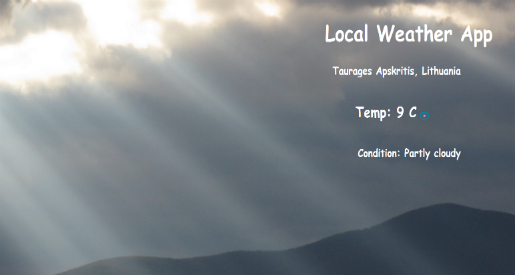 Local Weather App
Taurages Apskritis, Lithuania
Temp: 9 C
Condition: Partly cloudy